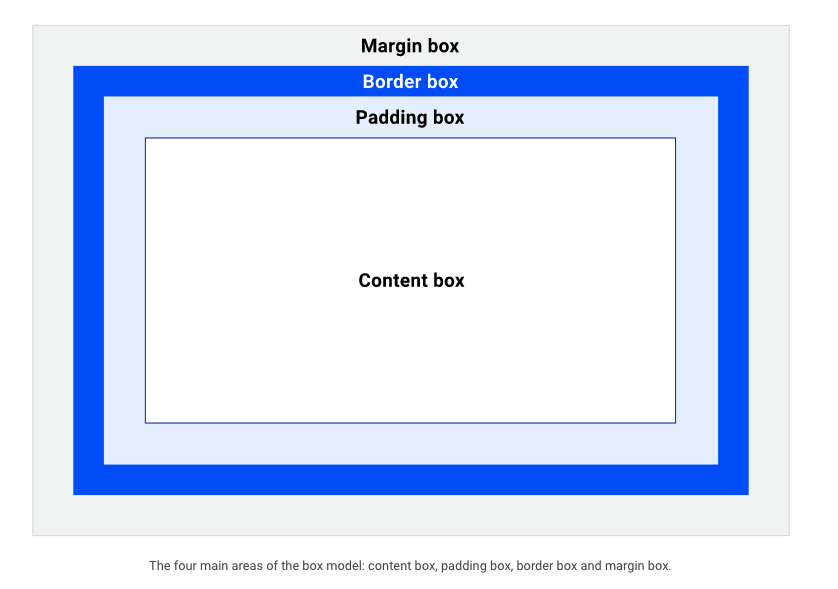 Margin box
Border box
Padding box
Content box
The four main areas of the box model: content box, padding box, border box and margin box.